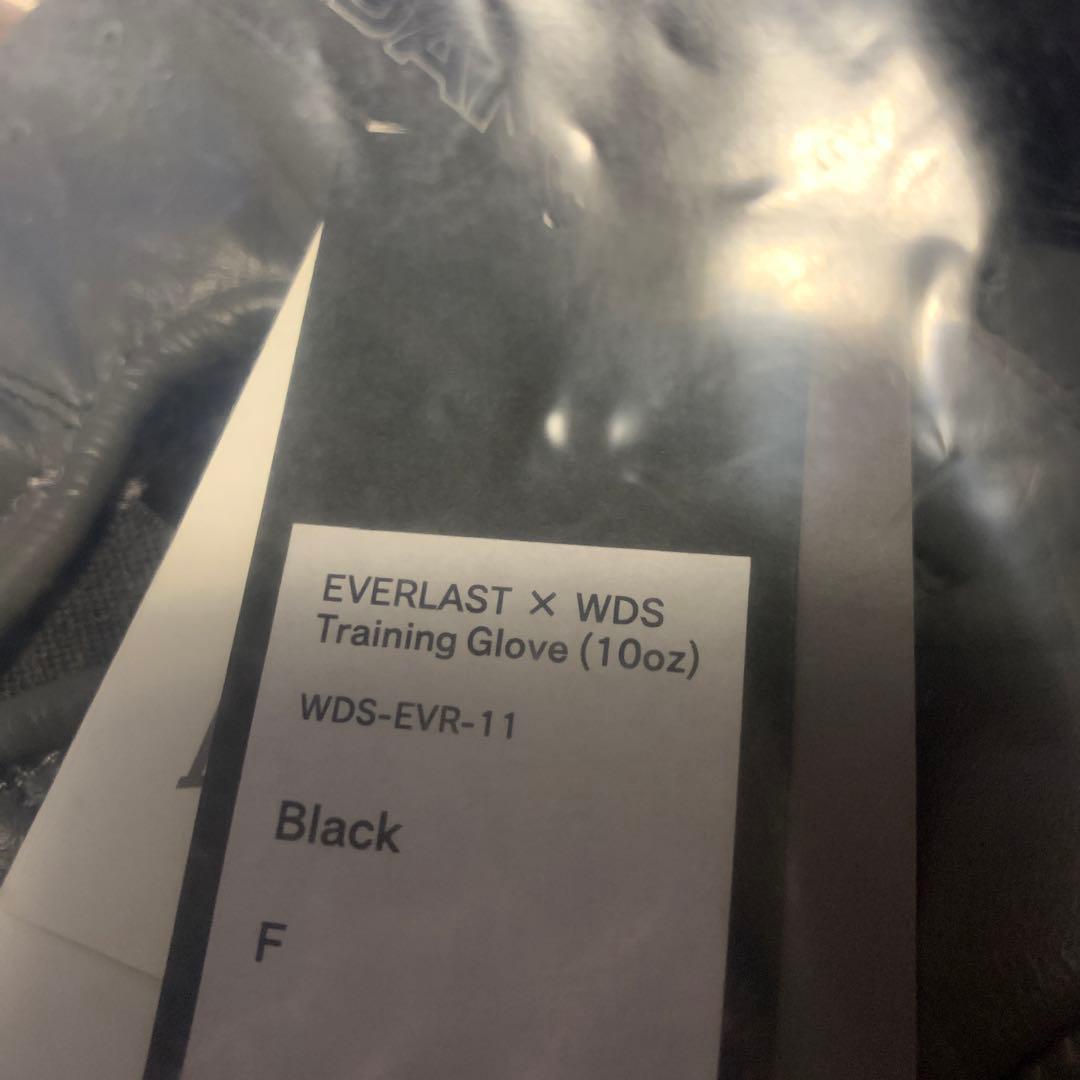 EVERLAST × WDS
Training Glove (10oz)
WDS-EVR-11
Black
F